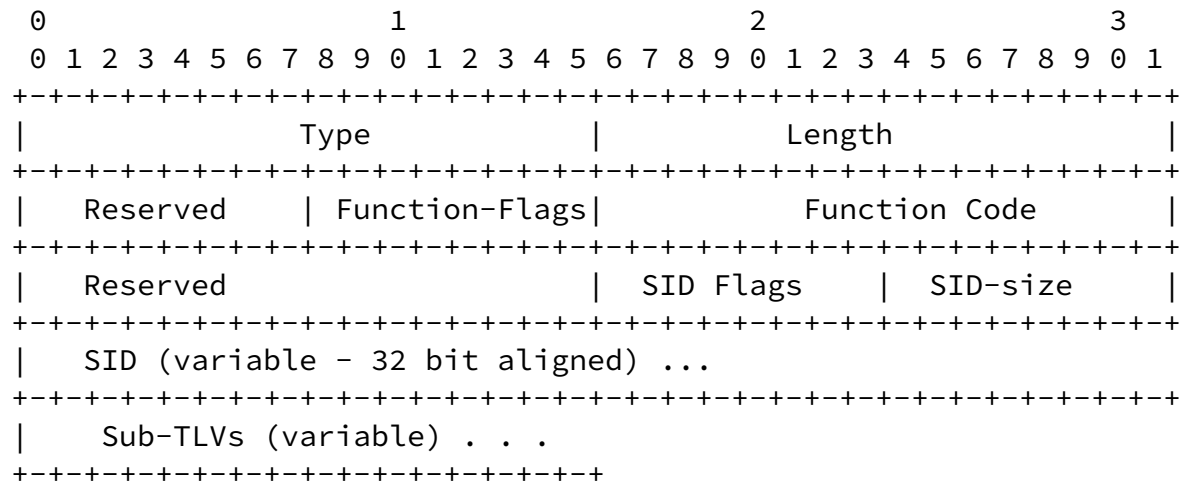 0                   1                   2                   3
 0 1 2 3 4 5 6 7 8 9 0 1 2 3 4 5 6 7 8 9 0 1 2 3 4 5 6 7 8 9 0 1
+-+-+-+-+-+-+-+-+-+-+-+-+-+-+-+-+-+-+-+-+-+-+-+-+-+-+-+-+-+-+-+-+
|               Type            |          Length               |
+-+-+-+-+-+-+-+-+-+-+-+-+-+-+-+-+-+-+-+-+-+-+-+-+-+-+-+-+-+-+-+-+
|   Reserved    | Function-Flags|           Function Code       |
+-+-+-+-+-+-+-+-+-+-+-+-+-+-+-+-+-+-+-+-+-+-+-+-+-+-+-+-+-+-+-+-+
|   Reserved                    |  SID Flags    |  SID-size     |
+-+-+-+-+-+-+-+-+-+-+-+-+-+-+-+-+-+-+-+-+-+-+-+-+-+-+-+-+-+-+-+-+
|   SID (variable - 32 bit aligned) ...
+-+-+-+-+-+-+-+-+-+-+-+-+-+-+-+-+-+-+-+-+-+-+-+-+-+-+-+-+-+-+-+-+
|    Sub-TLVs (variable) . . .
+-+-+-+-+-+-+-+-+-+-+-+-+-+-+-+-+